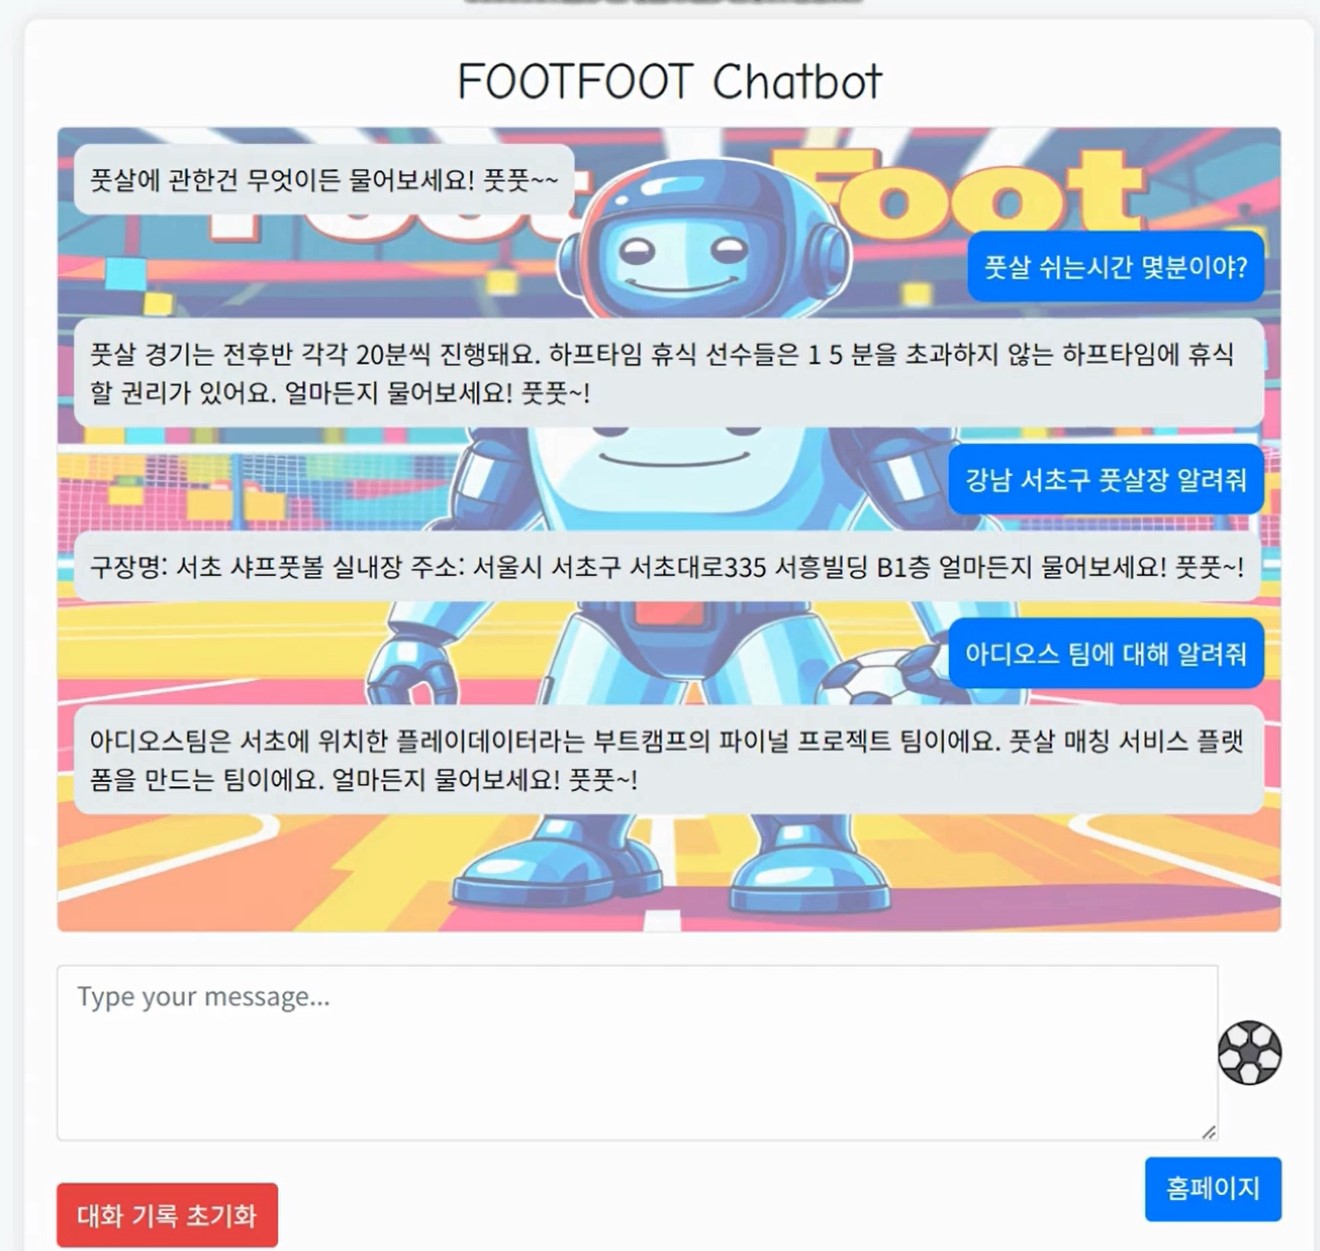 FOOTFOOT Chatbot
Foot Foot
풋살에 관한건 무엇이든 물어보세요! 풋풋~~
풋살 쉬는시간 몇분이야?
풋살 경기는 전후반 각각 20분씩 진행돼요. 하프타임 휴식 선수들은 1 5 분을 초과하지 않는 하프타임에 휴식
할 권리가 있어요. 얼마든지 물어보세요! 풋풋~!
강남 서초구 풋살장 알려줘
구장명: 서초 샤프풋볼 실내장 주소: 서울시 서초구 서초대로335 서흥빌딩 B1층 얼마든지 물어보세요! 풋풋~!
아디오스 팀에 대해 알려줘
아디오스팀은 서초에 위치한 플레이데이터라는 부트캠프의 파이널 프로젝트 팀이에요. 풋살 매칭 서비스 플랫
폼을 만드는 팀이에요. 얼마든지 물어보세요! 풋풋~!
Type your message...
홈페이지
대화 기록 초기화